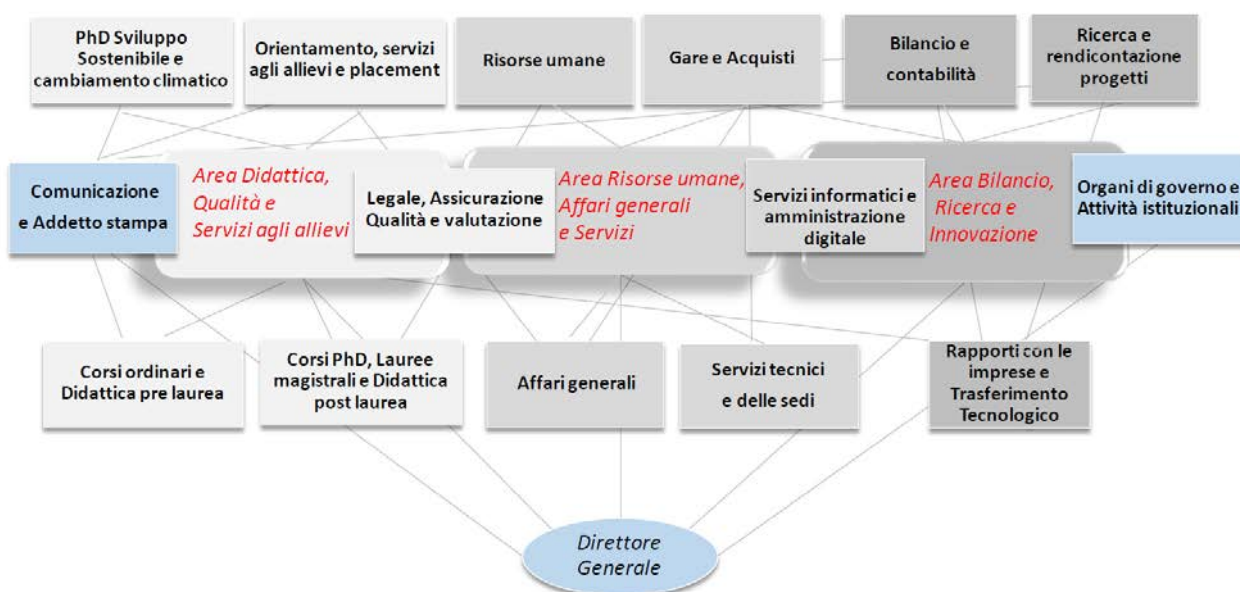 PhD Sviluppo
Sostenibile e
cambiamento climatico
Orientamento, servizi
agli allievi e placement
Risorse umane
Gare e Acquisti
Bilancio e
contabilità
Ricerca e
rendicontazione
progetti
Comunicazione
e Addetto stampa
Area Didattica,
Qualità e
Servizi agli allievi
Legale, Assicurazione
Qualità e valutazione
Area Risorse umane,
Affari generali
e Servizi
Servizi informatici e
amministrazione
digitale
Area Bilancio,
Ricerca e
Innovazione
Organi di governo e
Attività istituzionali
Corsi ordinari e
Didattica pre laurea
Corsi PhD, Lauree
magistrali e Didattica
post laurea
Affari generali
Servizi tecnici
e delle sedi
Rapporti con le
imprese e
Trasferimento
Tecnologico
Direttore
Generale